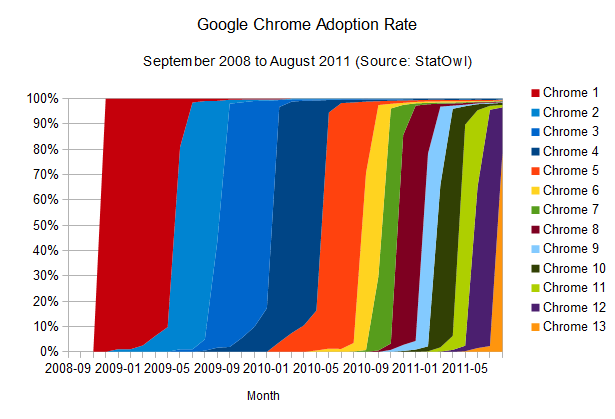 Google Chrome Adoption Rate
September 2008 to August 2011 (Source: StatOwl)
100%
90%
80%
70%
60%
50%
40%
30%
20%
10%
0%
2008-09 2009-01 2009-05 2009-09 2010-01 2010-05 2010-09 2011-01 2011-05
Month
Chrome 1
Chrome 2
Chrome 3
Chrome 4
Chrome 5
Chrome 6
Chrome 7
Chrome 8
Chrome 9
Chrome 10
Chrome 11
Chrome 12
Chrome 13